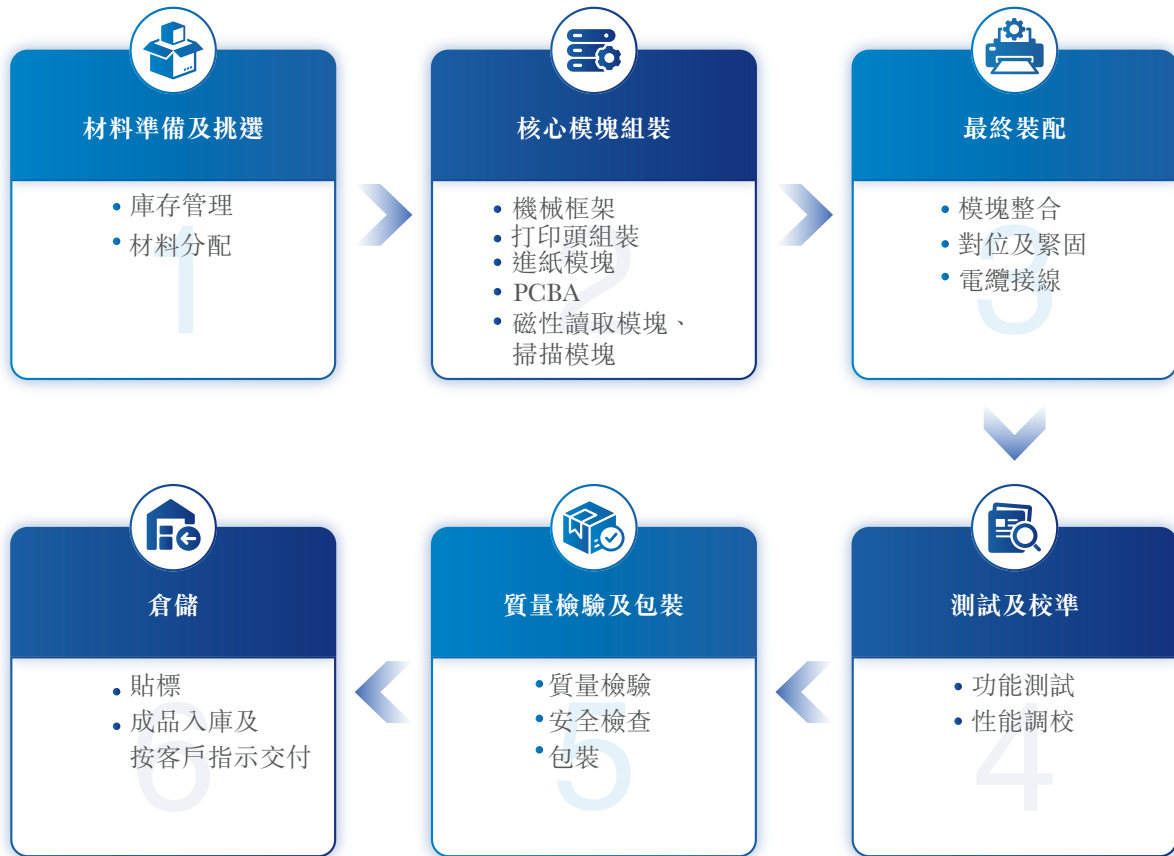 材料準備及挑選
1
• 庫存管理
• 材料分配
核心模塊組裝
2
• 機械框架
• 打印頭組裝
• 進紙模塊
• PCBA
• 磁性讀取模塊、
掃描模塊
最終裝配
3
• 模塊整合
• 對位及緊固
• 電纜接線
測試及校準
4
• 功能測試
• 性能調校
質量檢驗及包裝
5
• 質量檢驗
• 安全檢查
• 包裝
倉儲
6
• 貼標
• 成品入庫及
按客戶指示交付